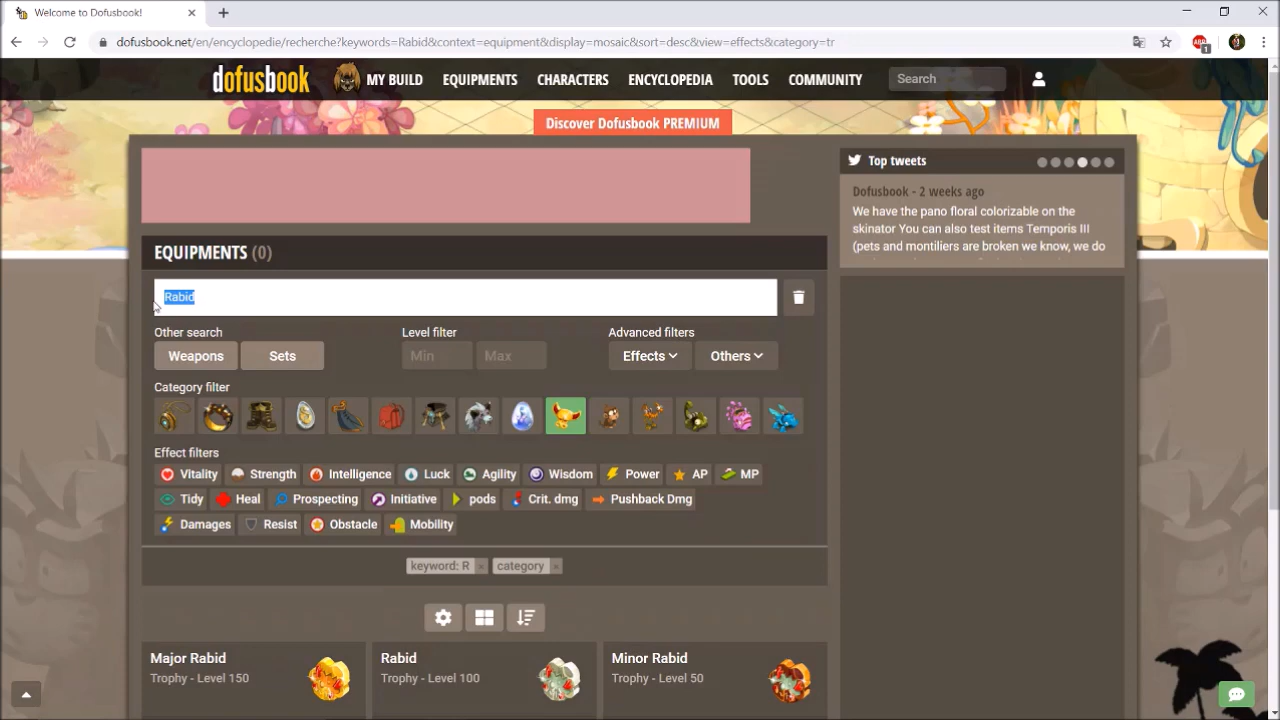 Welcome to Dofusbook!
dofusbook.net/en/encyclopedie/recherche?keywords=Rabid&context=equipment&display=mosaic&sort=desc&view=effects&category=tr
ABP
1
dofusbook
MY BUILD
EQUIPMENTS
CHARACTERS
ENCYCLOPEDIA
TOOLS
COMMUNITY
Search
Discover Dofusbook PREMIUM
Top tweets
Dofusbook - 2 weeks ago
We have the pano floral colorizable on the
skinator You can also test items Temporis III
(pets and montiliers are broken we know, we do
EQUIPMENTS (0)
Rabid
Other search
Level filter
Advanced filters
Weapons
Sets
Min
Max
Effects
Others
Category filter
Effect filters
Vitality
Strength
Intelligence
Luck
Agility
Wisdom
Power
AP
MP
Tidy
Heal
Prospecting
Initiative
pods
Crit. dmg
Pushback Dmg
Damages
Resist
Obstacle
Mobility
keyword: R ×
category ×
Major Rabid
Trophy - Level 150
Rabid
Trophy - Level 100
Minor Rabid
Trophy - Level 50